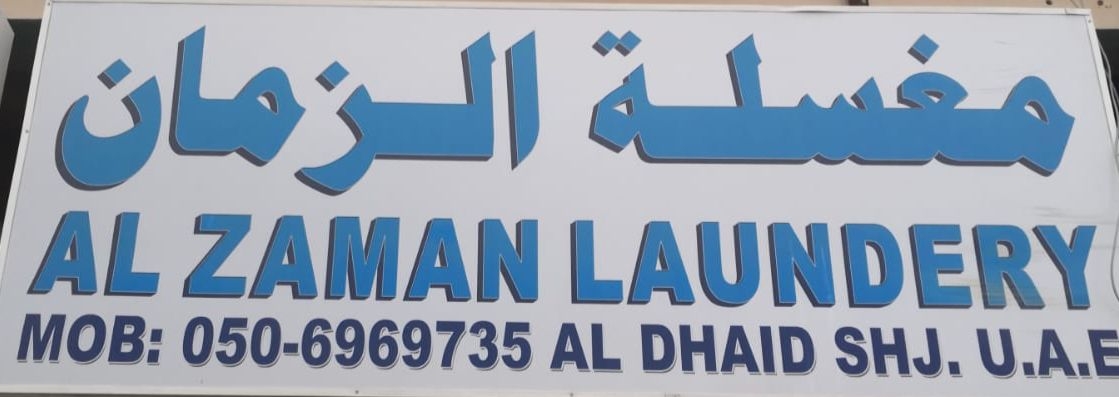 مغسلة الزمان
AL ZAMAN LAUNDERY
MOB: 050-6969735 AL DHAID SHJ. U.A.E